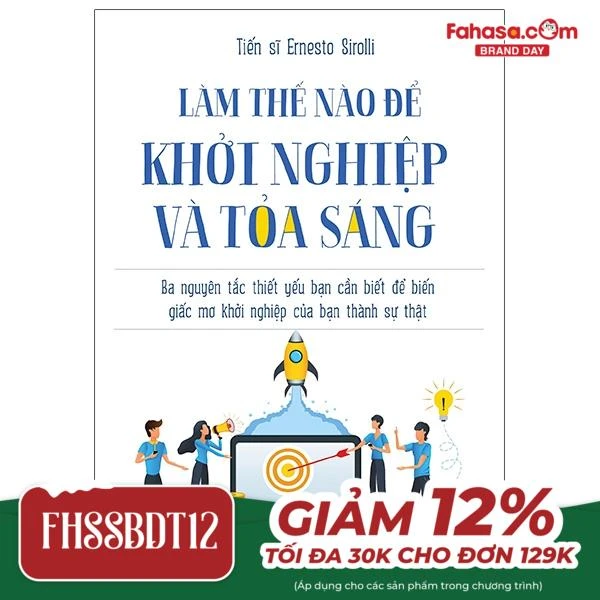 Fahasa.com
BRAND DAY
Tiến sĩ Ernesto Sirolli
LÀM THẾ NÀO ĐỂ
KHỞI NGHIỆP
VÀ TỎA SÁNG
Ba nguyên tắc thiết yếu bạn cần biết để biến
giấc mơ khởi nghiệp của bạn thành sự thật
FHSSBDT12
GIẢM 12%
TỐI ĐA 30K CHO ĐƠN 129K
(Áp dụng cho các sản phẩm trong chương trình)